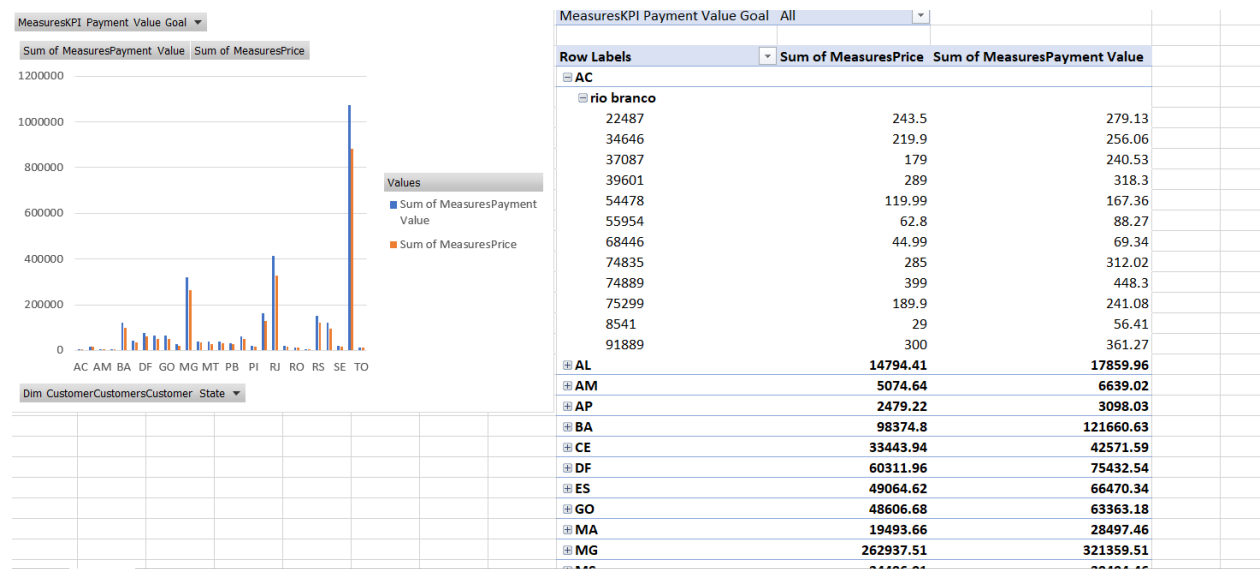 MeasuresKPI Payment Value Goal
Sum of MeasuresPayment Value Sum of MeasuresPrice
1200000
1000000
800000
600000
400000
200000
0
AC AM BA DF GO MG MT PB PI RJ RO RS SE TO
Values
Sum of MeasuresPayment
Value
Sum of MeasuresPrice
Dim CustomerCustomersCustomer State
MeasuresKPI Payment Value Goal All
Row Labels Sum of MeasuresPrice Sum of MeasuresPayment Value
AC
rio branco
22487 243.5 279.13
34646 219.9 256.06
37087 179 240.53
39601 289 318.3
54478 119.99 167.36
55954 62.8 88.27
68446 44.99 69.34
74835 285 312.02
74889 399 448.3
75299 189.9 241.08
8541 29 56.41
91889 300 361.27
AL 14794.41 17859.96
AM 5074.64 6639.02
AP 2479.22 3098.03
BA 98374.8 121660.63
CE 33443.94 42571.59
DF 60311.96 75432.54
ES 49064.62 66470.34
GO 48606.68 63363.18
MA 19493.66 28497.46
MG 262937.51 321359.51